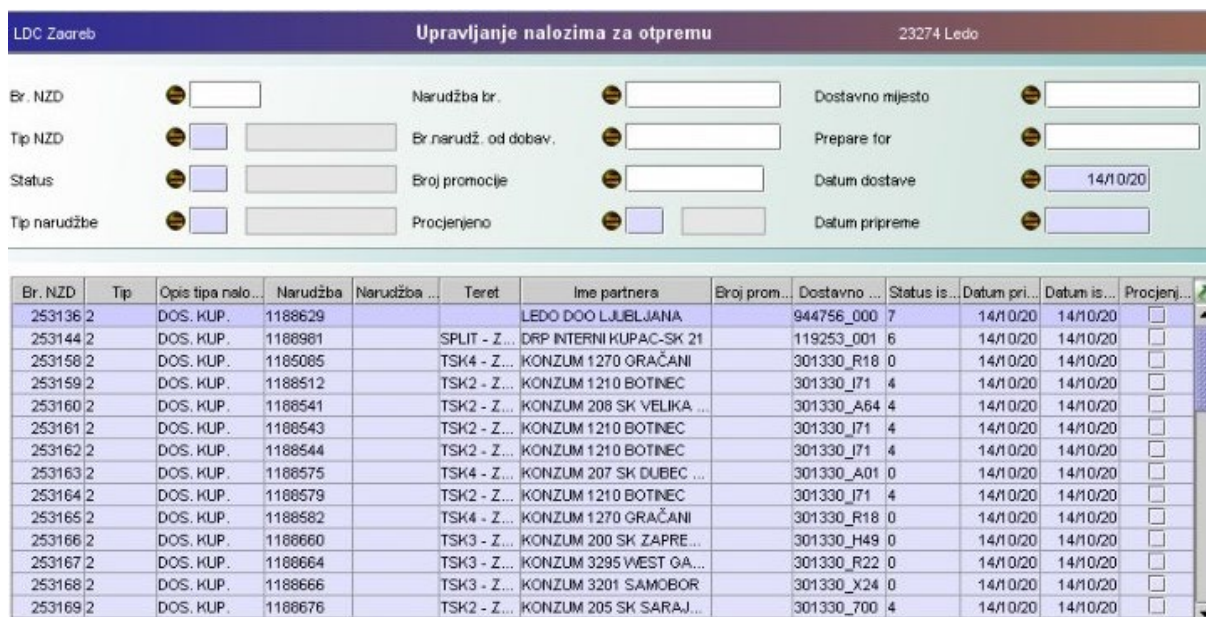 LDC Zagreb Upravljanje nalozima za otpremu 23274 Ledo
Br. NZD Narudžba br. Dostavno mijesto
Tip NZD Br.narudž. od dobav. Prepare for
Status Broj promocije Datum dostave 14/10/20
Tip narudžbe Procjenjeno Datum pripreme
Br. NZD Tip Opis tipa nalo... Narudžba Narudžba ... Teret Ime partnera Broj prom... Dostavno ... Status is... Datum pri... Datum is... Procjenj...
253136 2 DOS. KUP. 1188629 LEDO DOO LJUBLJANA 944756_000 7 14/10/20 14/10/20
253144 2 DOS. KUP. 1188981 SPLIT - Z... DRP INTERNI KUPAC-SK 21 119253_001 6 14/10/20 14/10/20
253158 2 DOS. KUP. 1185085 TSK4 - Z... KONZUM 1270 GRAČANI 301330_R18 0 14/10/20 14/10/20
253159 2 DOS. KUP. 1188512 TSK2 - Z... KONZUM 1210 BOTINEC 301330_I71 4 14/10/20 14/10/20
253160 2 DOS. KUP. 1188541 TSK2 - Z... KONZUM 208 SK VELIKA ... 301330_A64 4 14/10/20 14/10/20
253161 2 DOS. KUP. 1188543 TSK2 - Z... KONZUM 1210 BOTINEC 301330_I71 4 14/10/20 14/10/20
253162 2 DOS. KUP. 1188544 TSK2 - Z... KONZUM 1210 BOTINEC 301330_I71 4 14/10/20 14/10/20
253163 2 DOS. KUP. 1188575 TSK4 - Z... KONZUM 207 SK DUBEC ... 301330_A01 0 14/10/20 14/10/20
253164 2 DOS. KUP. 1188579 TSK2 - Z... KONZUM 1210 BOTINEC 301330_I71 4 14/10/20 14/10/20
253165 2 DOS. KUP. 1188582 TSK4 - Z... KONZUM 1270 GRAČANI 301330_R18 0 14/10/20 14/10/20
253166 2 DOS. KUP. 1188660 TSK3 - Z... KONZUM 200 SK ZAPRE... 301330_H49 0 14/10/20 14/10/20
253167 2 DOS. KUP. 1188664 TSK3 - Z... KONZUM 3295 WEST GA... 301330_R22 0 14/10/20 14/10/20
253168 2 DOS. KUP. 1188666 TSK3 - Z... KONZUM 3201 SAMOBOR 301330_X24 0 14/10/20 14/10/20
253169 2 DOS. KUP. 1188676 TSK2 - Z... KONZUM 205 SK SARAJ... 301330_700 4 14/10/20 14/10/20